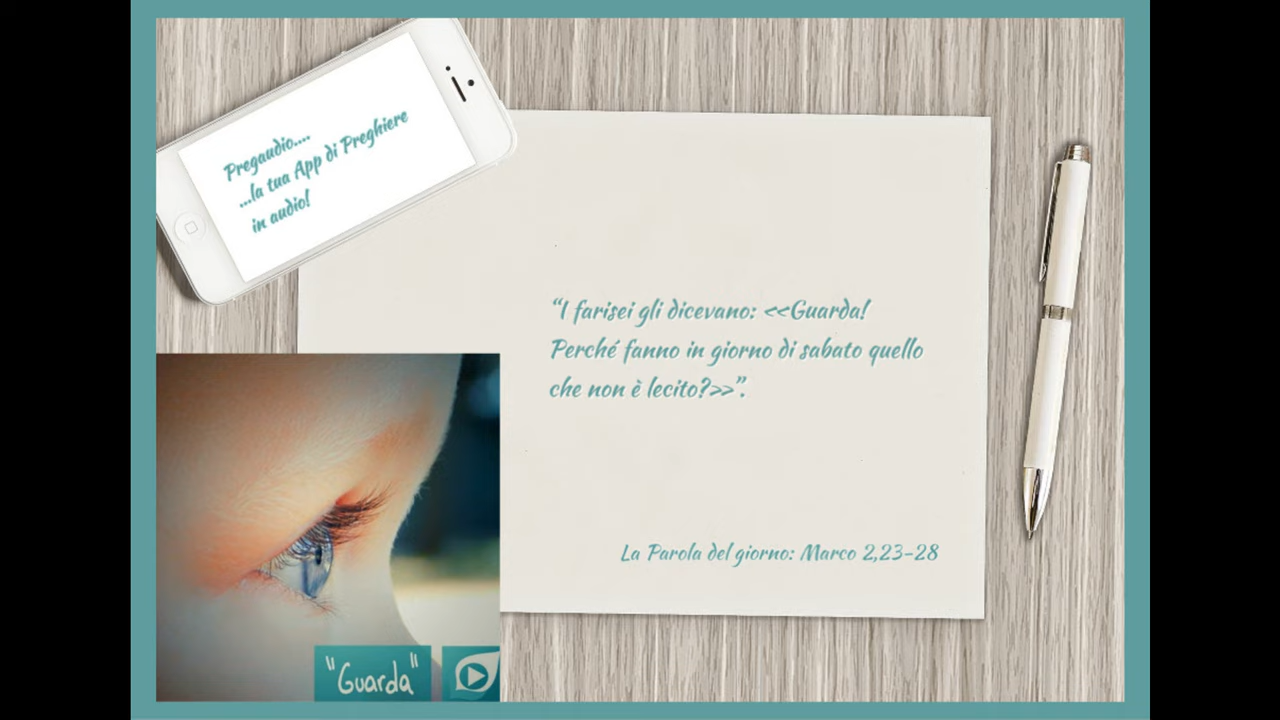 Pregaudio....
...la tua App di Preghiere
in audio!
“I farisei gli dicevano: <<Guarda!
Perché fanno in giorno di sabato quello
che non è lecito?>>”.
La Parola del giorno: Marco 2,23-28
"Guarda"